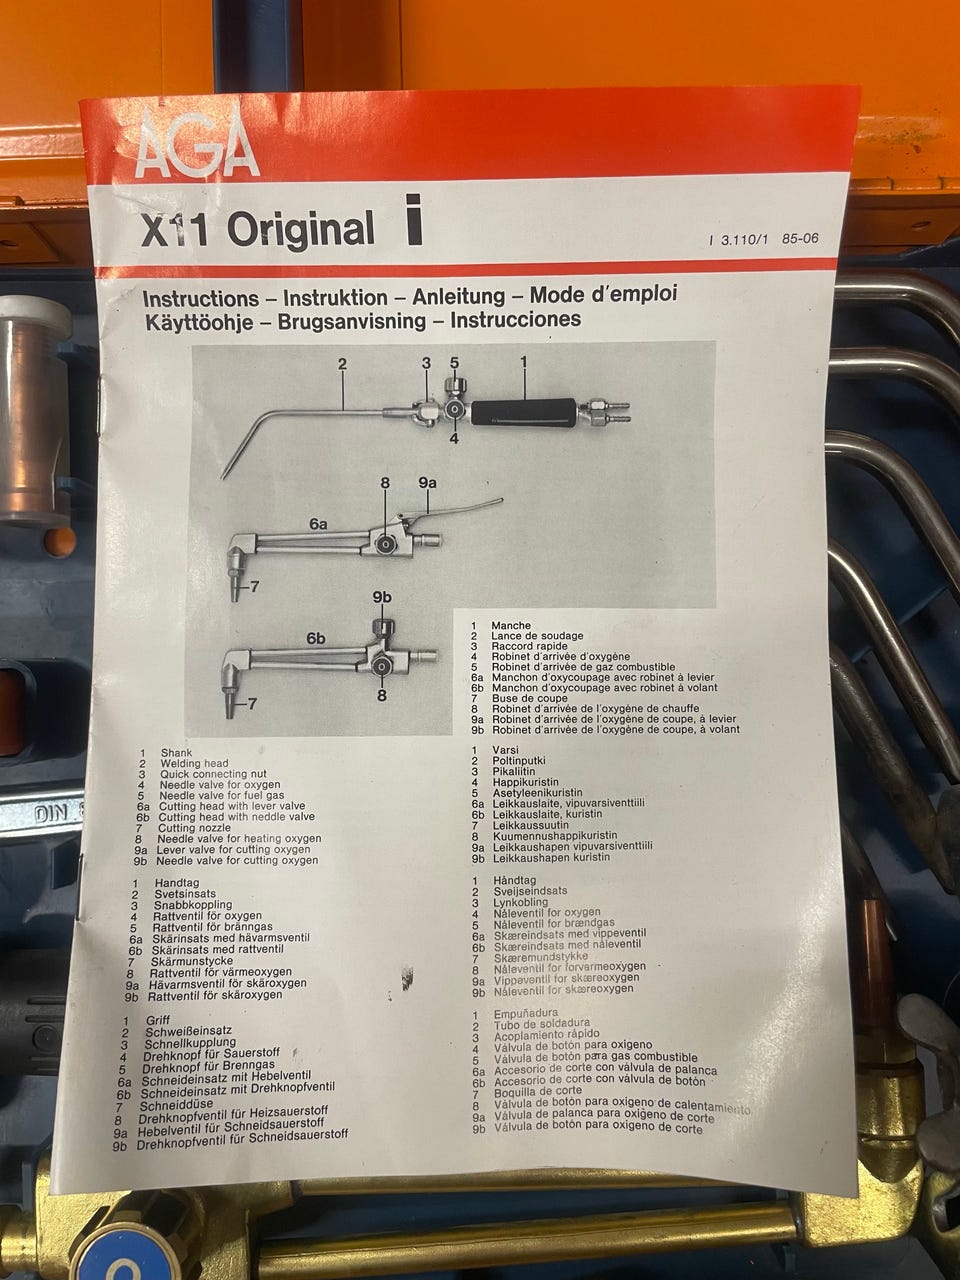 AGA
X11 Original i
I 3.110/1 85-06
Instructions – Instruktion – Anleitung – Mode d'emploi
Käyttöohje – Brugsanvisning – Instrucciones
2
3
5
1
4
8
9a
6a
7
9b
6b
7
8
1 Manche
2 Lance de soudage
3 Raccord rapide
4 Robinet d'arrivée d'oxygène
5 Robinet d'arrivée de gaz combustible
6a Manchon d'oxycoupage avec robinet à levier
6b Manchon d'oxycoupage avec robinet à volant
7 Buse de coupe
8 Robinet d'arrivée de l'oxygène de chauffe
9a Robinet d'arrivée de l'oxygène de coupe, à levier
9b Robinet d'arrivée de l'oxygène de coupe, à volant
1 Shank
2 Welding head
3 Quick connecting nut
4 Needle valve for oxygen
5 Needle valve for fuel gas
6a Cutting head with lever valve
6b Cutting head with neddle valve
7 Cutting nozzle
8 Needle valve for heating oxygen
9a Lever valve for cutting oxygen
9b Needle valve for cutting oxygen
1 Varsi
2 Poltinputki
3 Pikaliitin
4 Happikuristin
5 Asetyleenikuristin
6a Leikkauslaite, vipuvarsiventtiili
6b Leikkauslaite, kuristin
7 Leikkaussuutin
8 Kuumennushappikuristin
9a Leikkaushapen vipuvarsiventtiili
9b Leikkaushapen kuristin
1 Handtag
2 Svetsinsats
3 Snabbkoppling
4 Rattventil för oxygen
5 Rattventil för bränngas
6a Skärinsats med hävarmsventil
6b Skärinsats med rattventil
7 Skärmunstycke
8 Rattventil för värmeoxygen
9a Hävarmsventil för skäroxygen
9b Rattventil för skäroxygen
1 Håndtag
2 Svejseindsats
3 Lynkobling
4 Nåleventil for oxygen
5 Nåleventil for brændgas
6a Skæreindsats med vippeventil
6b Skæreindsats med nåleventil
7 Skæremundstykke
8 Nåleventil for forvarmeoxygen
9a Vippeventil for skæreoxygen
9b Nåleventil for skæreoxygen
1 Griff
2 Schweißeinsatz
3 Schnellkupplung
4 Drehknopf für Sauerstoff
5 Drehknopf für Brenngas
6a Schneideinsatz mit Hebelventil
6b Schneideinsatz mit Drehknopfventil
7 Schneiddüse
8 Drehknopfventil für Heizsauerstoff
9a Hebelventil für Schneidsauerstoff
9b Drehknopfventil für Schneidsauerstoff
1 Empuñadura
2 Tubo de soldadura
3 Acoplamiento rápido
4 Válvula de botón para oxigeno
5 Válvula de botón para gas combustible
6a Accesorio de corte con válvula de palanca
6b Accesorio de corte con válvula de botón
7 Boquilla de corte
8 Válvula de botón para oxigeno de calentamiento
9a Válvula de palanca para oxigeno de corte
9b Válvula de botón para oxigeno de corte
DIN